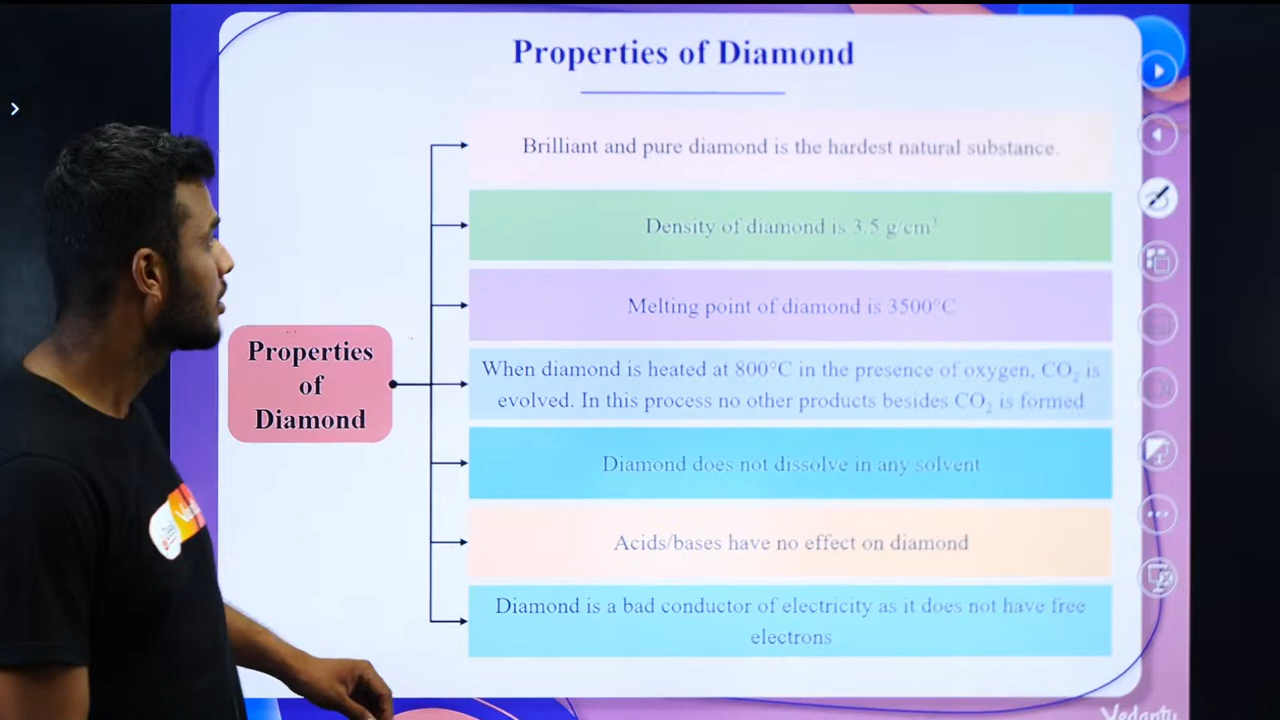 Properties of Diamond
Brilliant and pure diamond is the hardest natural substance.
Density of diamond is 3.5 g/cm³
Melting point of diamond is 3500°C
Properties
of
Diamond
When diamond is heated at 800°C in the presence of oxygen, CO₂ is
evolved. In this process no other products besides CO₂ is formed
Diamond does not dissolve in any solvent
Acids/bases have no effect on diamond
Diamond is a bad conductor of electricity as it does not have free
electrons
Vedantu